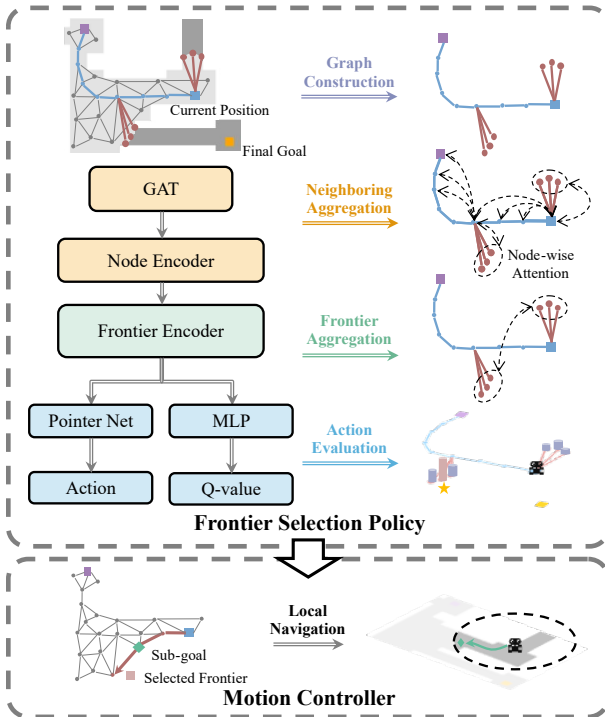 Graph
Construction
Current Position
Final Goal
GAT
Neighboring
Aggregation
Node Encoder
Node-wise
Attention
Frontier Encoder
Frontier
Aggregation
Pointer Net
MLP
Action
Evaluation
Action
Q-value
Frontier Selection Policy
Local
Navigation
Sub-goal
Selected Frontier
Motion Controller